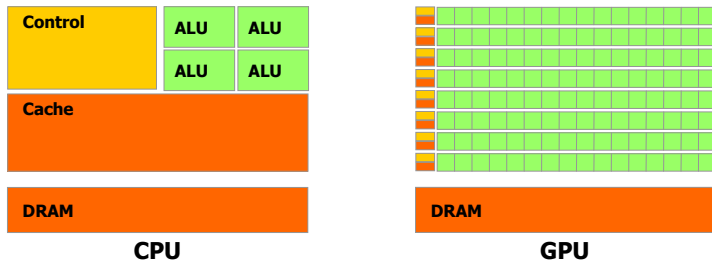 Control
ALU ALU
ALU ALU
Cache
DRAM
CPU
DRAM
GPU